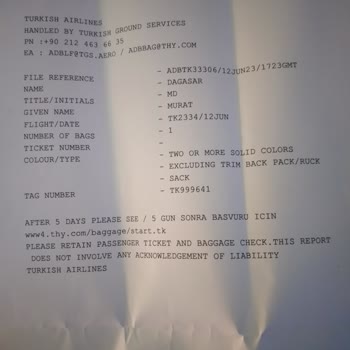 TURKISH AIRLINES
HANDLED BY TURKISH GROUND SERVICES
PN :+90 212 463 66 35
EA : ADBLF@TGS.AERO / ADBBAG@THY.COM
FILE REFERENCE - ADBTK33306/12JUN23/1723GMT
NAME - DAGASAR
TITLE/INITIALS - MD
GIVEN NAME - MURAT
FLIGHT/DATE - TK2334/12JUN
NUMBER OF BAGS - 1
TICKET NUMBER -
COLOUR/TYPE - TWO OR MORE SOLID COLORS
- EXCLUDING TRIM BACK PACK/RUCK
- SACK
TAG NUMBER - TK999641
AFTER 5 DAYS PLEASE SEE / 5 GUN SONRA BASVURU ICIN
www4.thy.com/baggage/start.tk
PLEASE RETAIN PASSENGER TICKET AND BAGGAGE CHECK.THIS REPORT
DOES NOT INVOLVE ANY ACKNOWLEDGEMENT OF LIABILITY
TURKISH AIRLINES